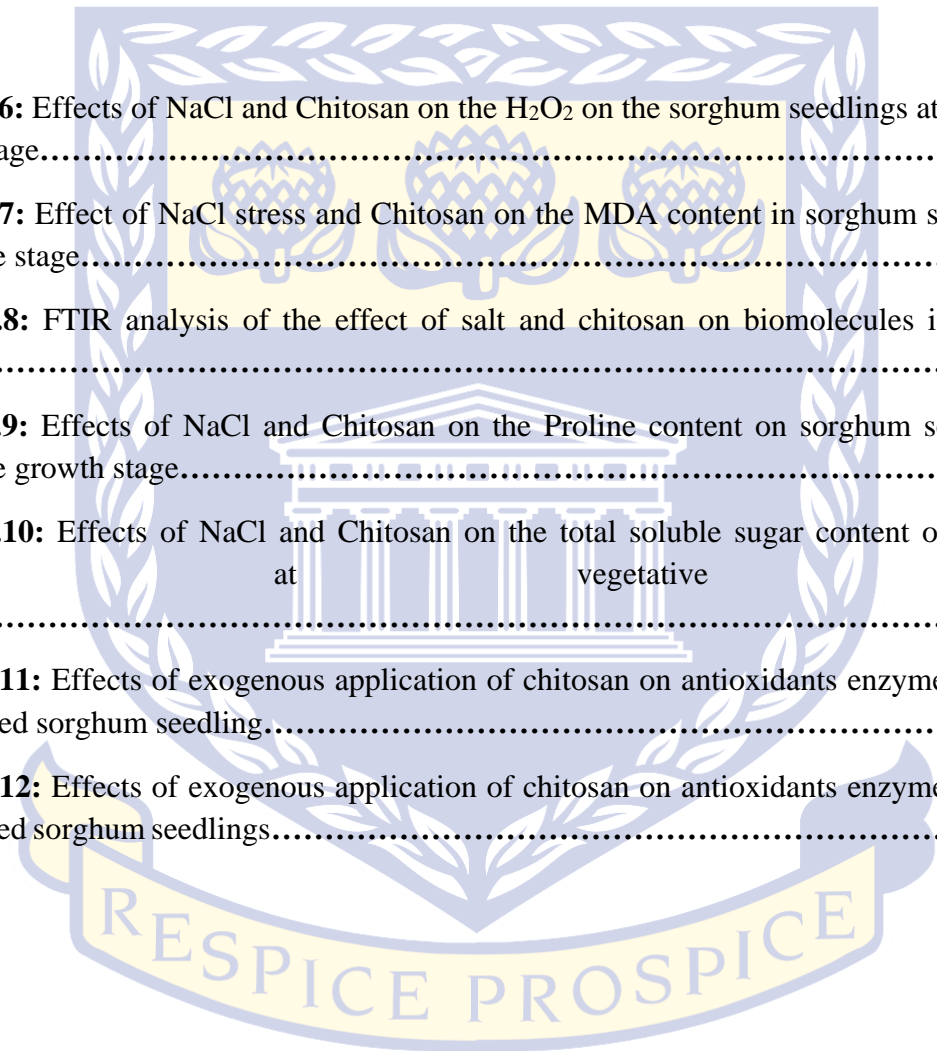 6: Effects of NaCl and Chitosan on the H₂O₂ on the sorghum seedlings at
age..........................................................................................
7: Effect of NaCl stress and Chitosan on the MDA content in sorghum s
e stage..........................................................................................
.8: FTIR analysis of the effect of salt and chitosan on biomolecules i
..........................................................................................
.9: Effects of NaCl and Chitosan on the Proline content on sorghum s
e growth stage..........................................................................................
.10: Effects of NaCl and Chitosan on the total soluble sugar content o
at vegetative
..........................................................................................
11: Effects of exogenous application of chitosan on antioxidants enzyme
ed sorghum seedling..........................................................................................
12: Effects of exogenous application of chitosan on antioxidants enzyme
ed sorghum seedlings..........................................................................................
RESPICE PROSPICE